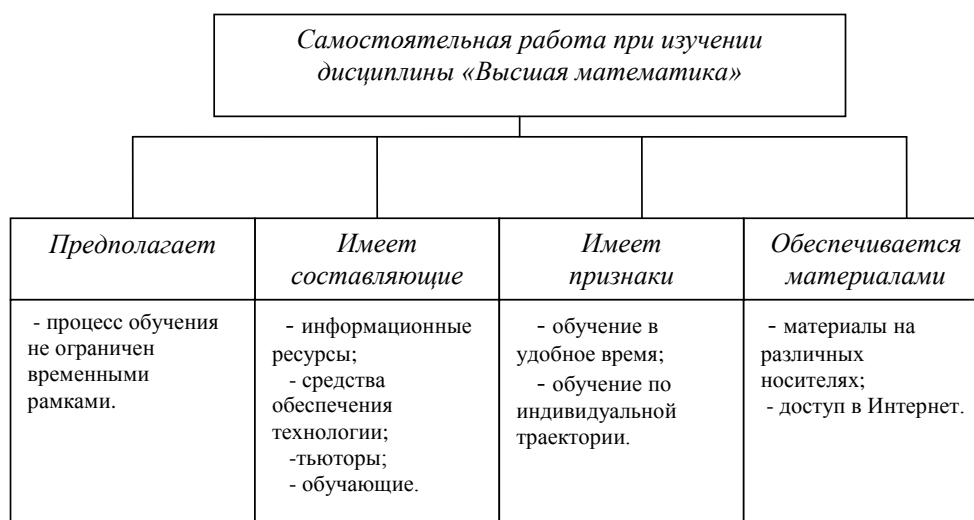 Самостоятельная работа при изучении
дисциплины «Высшая математика»
Предполагает
- процесс обучения
не ограничен
временными
рамками.
Имеет
составляющие
- информационные
ресурсы;
- средства
обеспечения
технологии;
-тьюторы;
- обучающие.
Имеет
признаки
- обучение в
удобное время;
- обучение по
индивидуальной
траектории.
Обеспечивается
материалами
- материалы на
различных
носителях;
- доступ в Интернет.